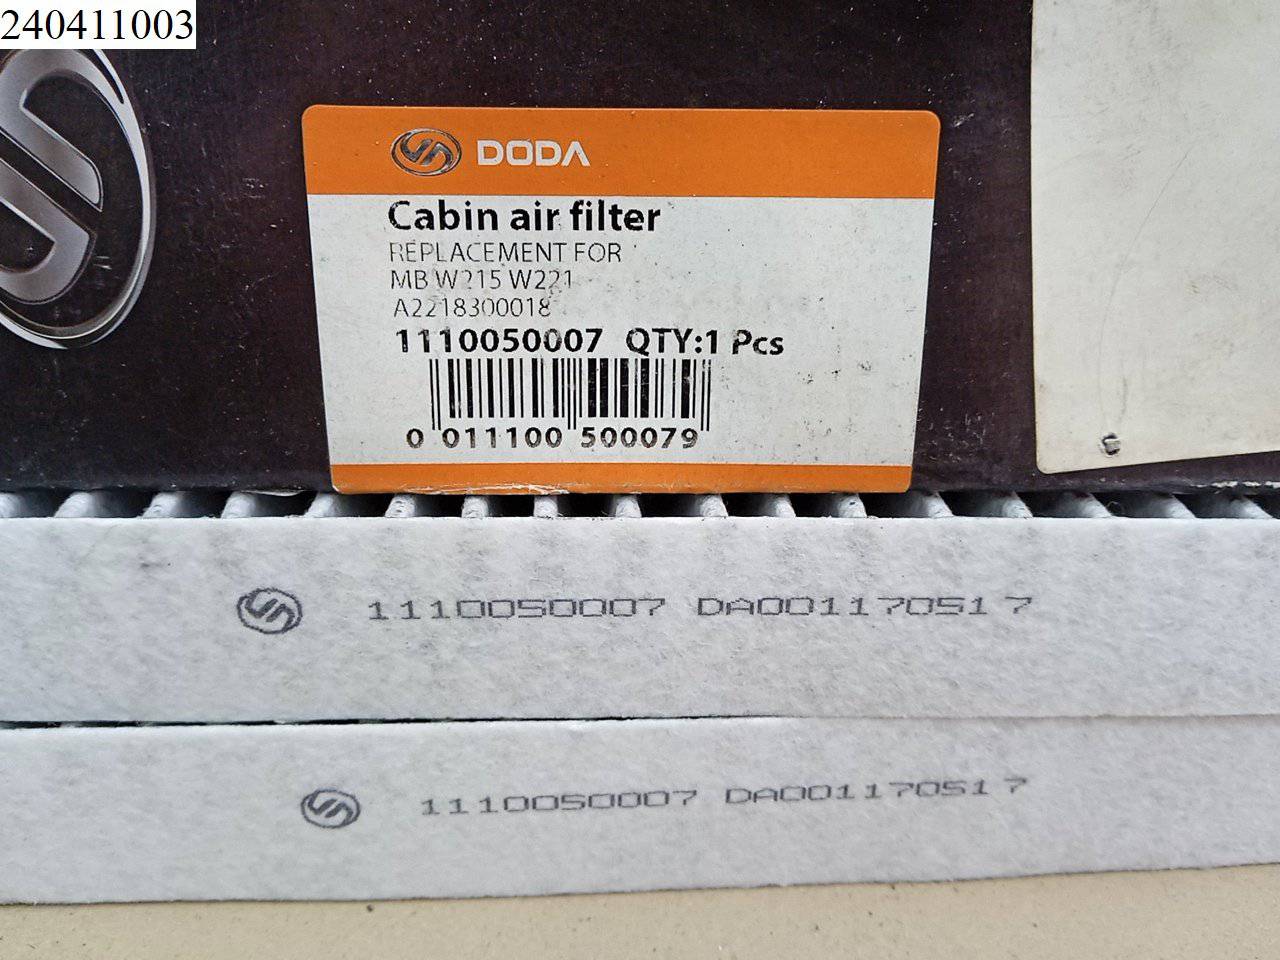 240411003
DODA
Cabin air filter
REPLACEMENT FOR
MB W215 W221
A2218300018
1110050007 QTY:1 Pcs
0 011100 500079
1110050007 DA001170517
1110050007 DA001170517